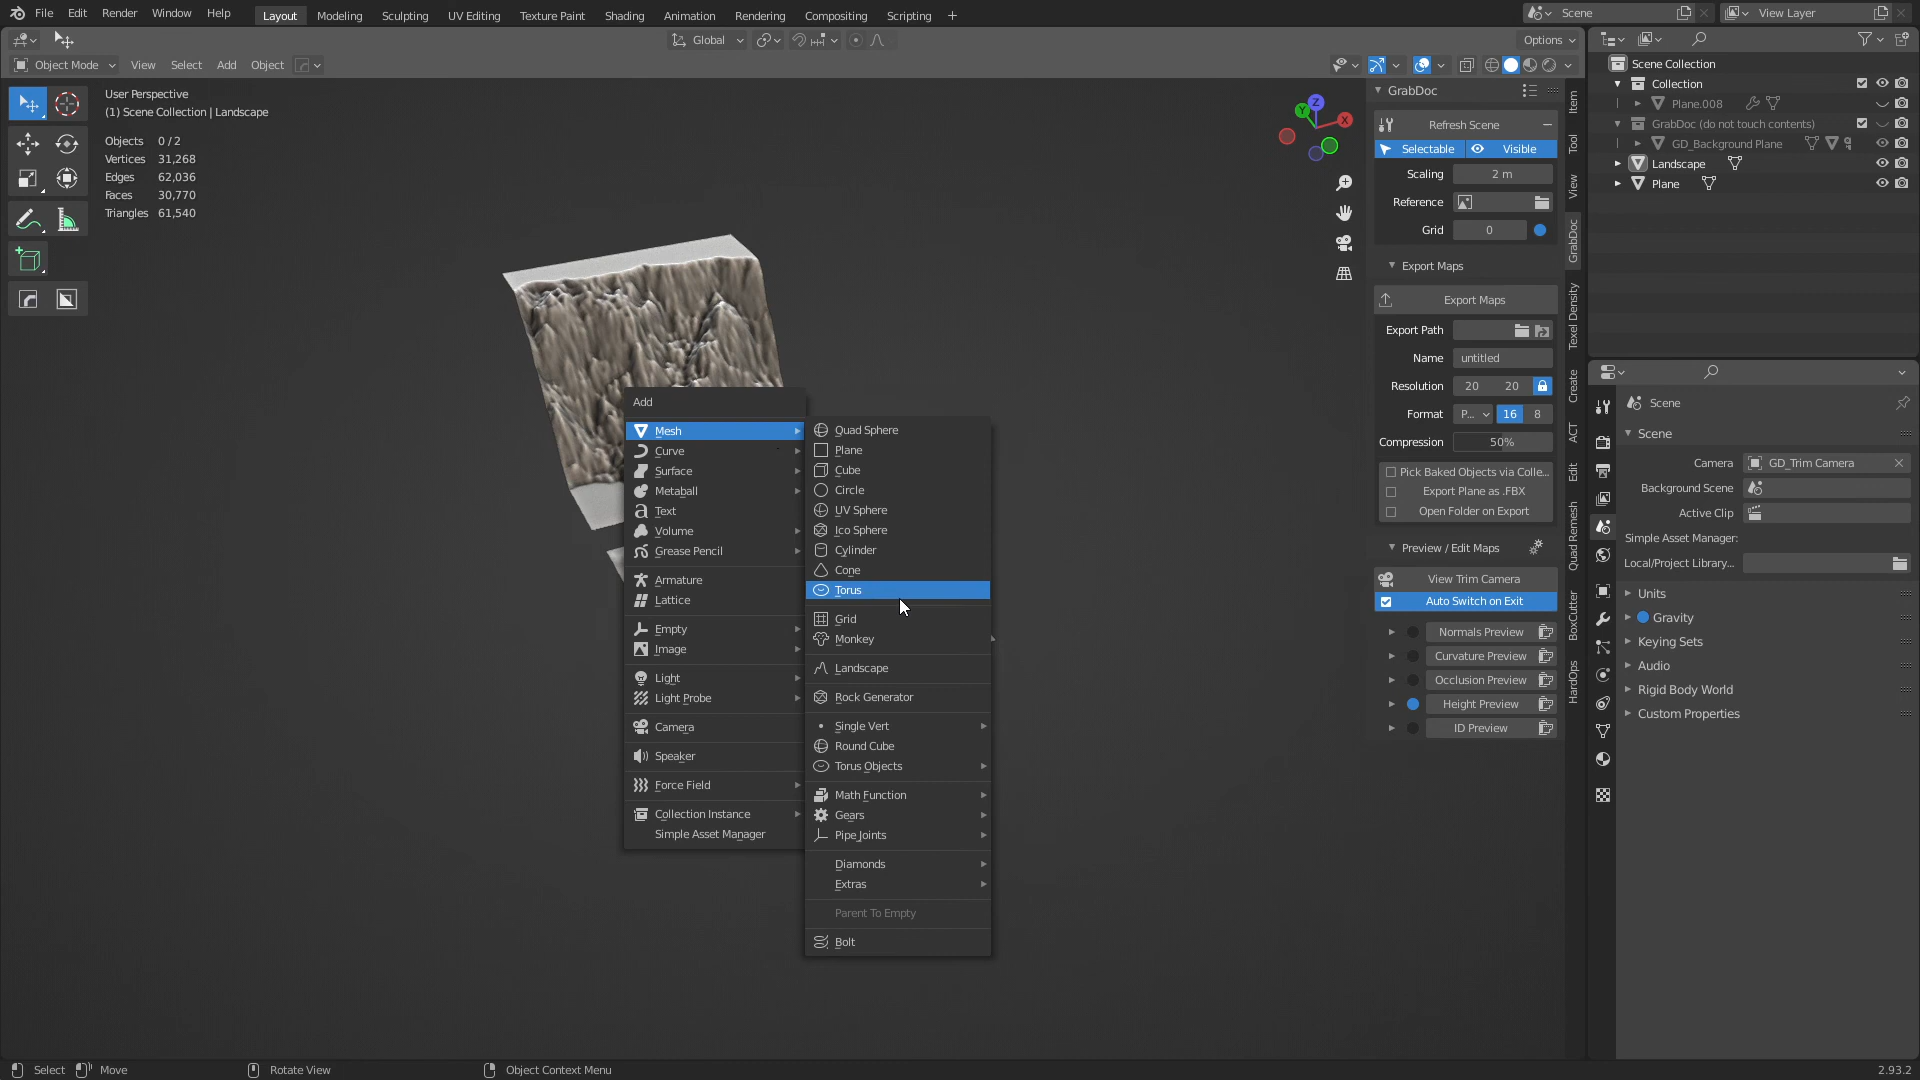 File Edit Render Window Help Layout Modeling Sculpting UV Editing Texture Paint Shading Animation Rendering Compositing Scripting + Scene View Layer
Global Options
Object Mode View Select Add Object
User Perspective
(1) Scene Collection | Landscape
Objects 0 / 2
Vertices 31,268
Edges 62,036
Faces 30,770
Triangles 61,540
Z
Y
X
Add
Mesh
Curve
Surface
Metaball
Text
Volume
Grease Pencil
Armature
Lattice
Empty
Image
Light
Light Probe
Camera
Speaker
Force Field
Collection Instance
Simple Asset Manager
Quad Sphere
Plane
Cube
Circle
UV Sphere
Ico Sphere
Cylinder
Cone
Torus
Grid
Monkey
Landscape
Rock Generator
Single Vert
Round Cube
Torus Objects
Math Function
Gears
Pipe Joints
Diamonds
Extras
Parent To Empty
Bolt
GrabDoc
Refresh Scene
Selectable Visible
Scaling 2 m
Reference
Grid 0
Export Maps
Export Maps
Export Path
Name untitled
Resolution 20 20
Format P... 16 8
Compression 50%
Pick Baked Objects via Colle...
Export Plane as .FBX
Open Folder on Export
Preview / Edit Maps
View Trim Camera
Auto Switch on Exit
Normals Preview
Curvature Preview
Occlusion Preview
Height Preview
ID Preview
Item
Tool
View
GrabDoc
Texel Density
Create
ACT
Edit
Quad Remesh
BoxCutter
HardOps
Scene Collection
Collection
Plane.008
GrabDoc (do not touch contents)
GD_Background Plane
Landscape
Plane
Scene
Scene
Camera GD_Trim Camera
Background Scene
Active Clip
Simple Asset Manager:
Local/Project Library...
Units
Gravity
Keying Sets
Audio
Rigid Body World
Custom Properties
Select Move Rotate View Object Context Menu 2.93.2